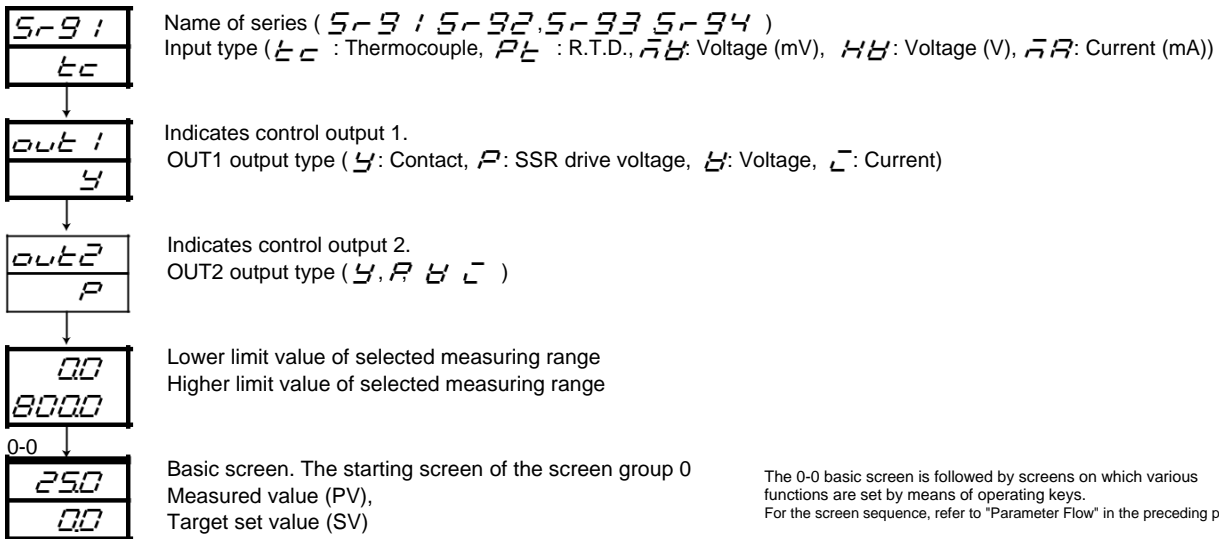 Sr91
tc
Name of series ( Sr91 Sr92, Sr93 Sr94 )
Input type ( tc : Thermocouple, Pt : R.T.D., mV: Voltage (mV), HV: Voltage (V), mA: Current (mA))
out1
Y
Indicates control output 1.
OUT1 output type ( Y: Contact, P: SSR drive voltage, V: Voltage, I: Current)
out2
P
Indicates control output 2.
OUT2 output type ( Y, P, V I )
0.0
800.0
Lower limit value of selected measuring range
Higher limit value of selected measuring range
0-0
25.0
0.0
Basic screen. The starting screen of the screen group 0
Measured value (PV),
Target set value (SV)
The 0-0 basic screen is followed by screens on which various
functions are set by means of operating keys.
For the screen sequence, refer to "Parameter Flow" in the preceding p